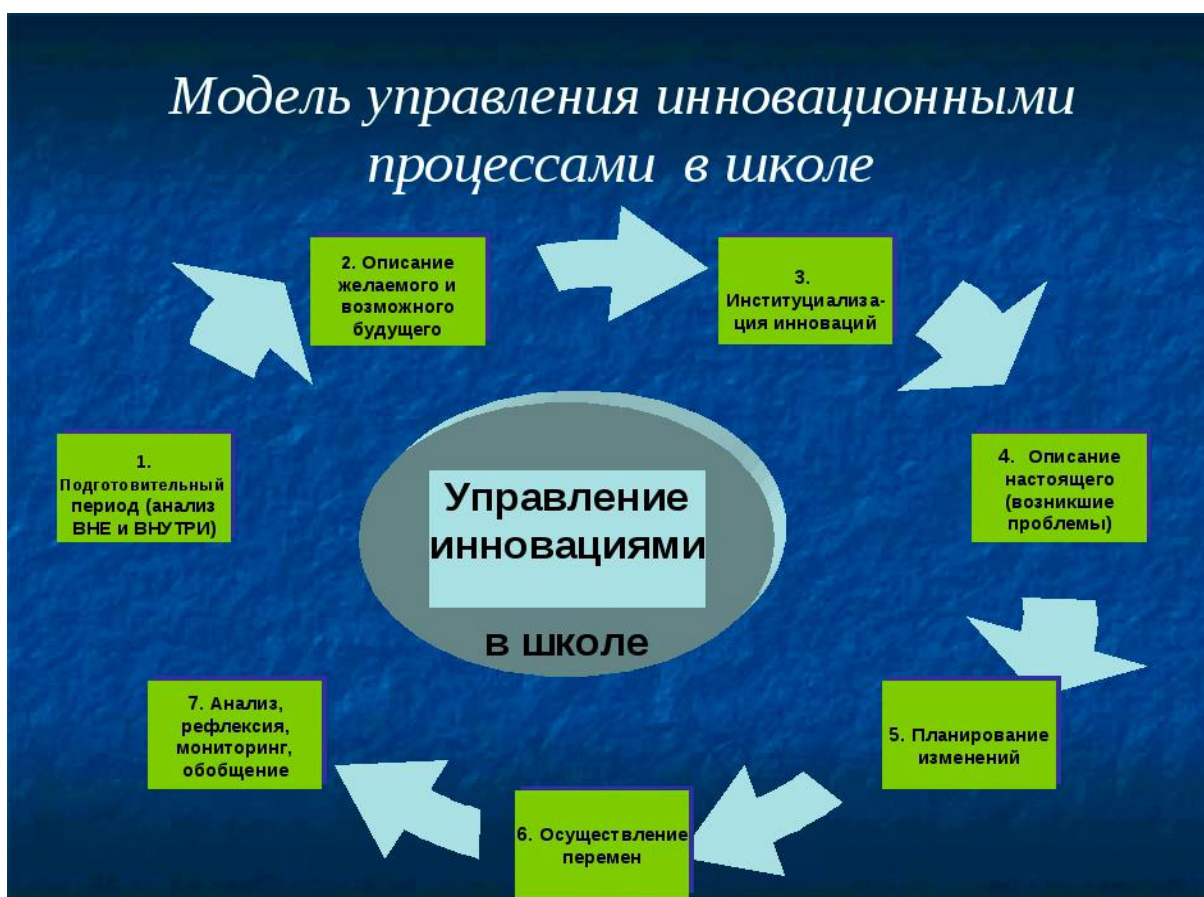 Модель управления инновационными
процессами в школе
2. Описание
желаемого и
возможного
будущего
3.
Институциализа-
ция инноваций
1.
Подготовительный
период (анализ
ВНЕ и ВНУТРИ)
4. Описание
настоящего
(возникшие
проблемы)
Управление
инновациями
в школе
7. Анализ,
рефлексия,
мониторинг,
обобщение
5. Планирование
изменений
6. Осуществление
перемен